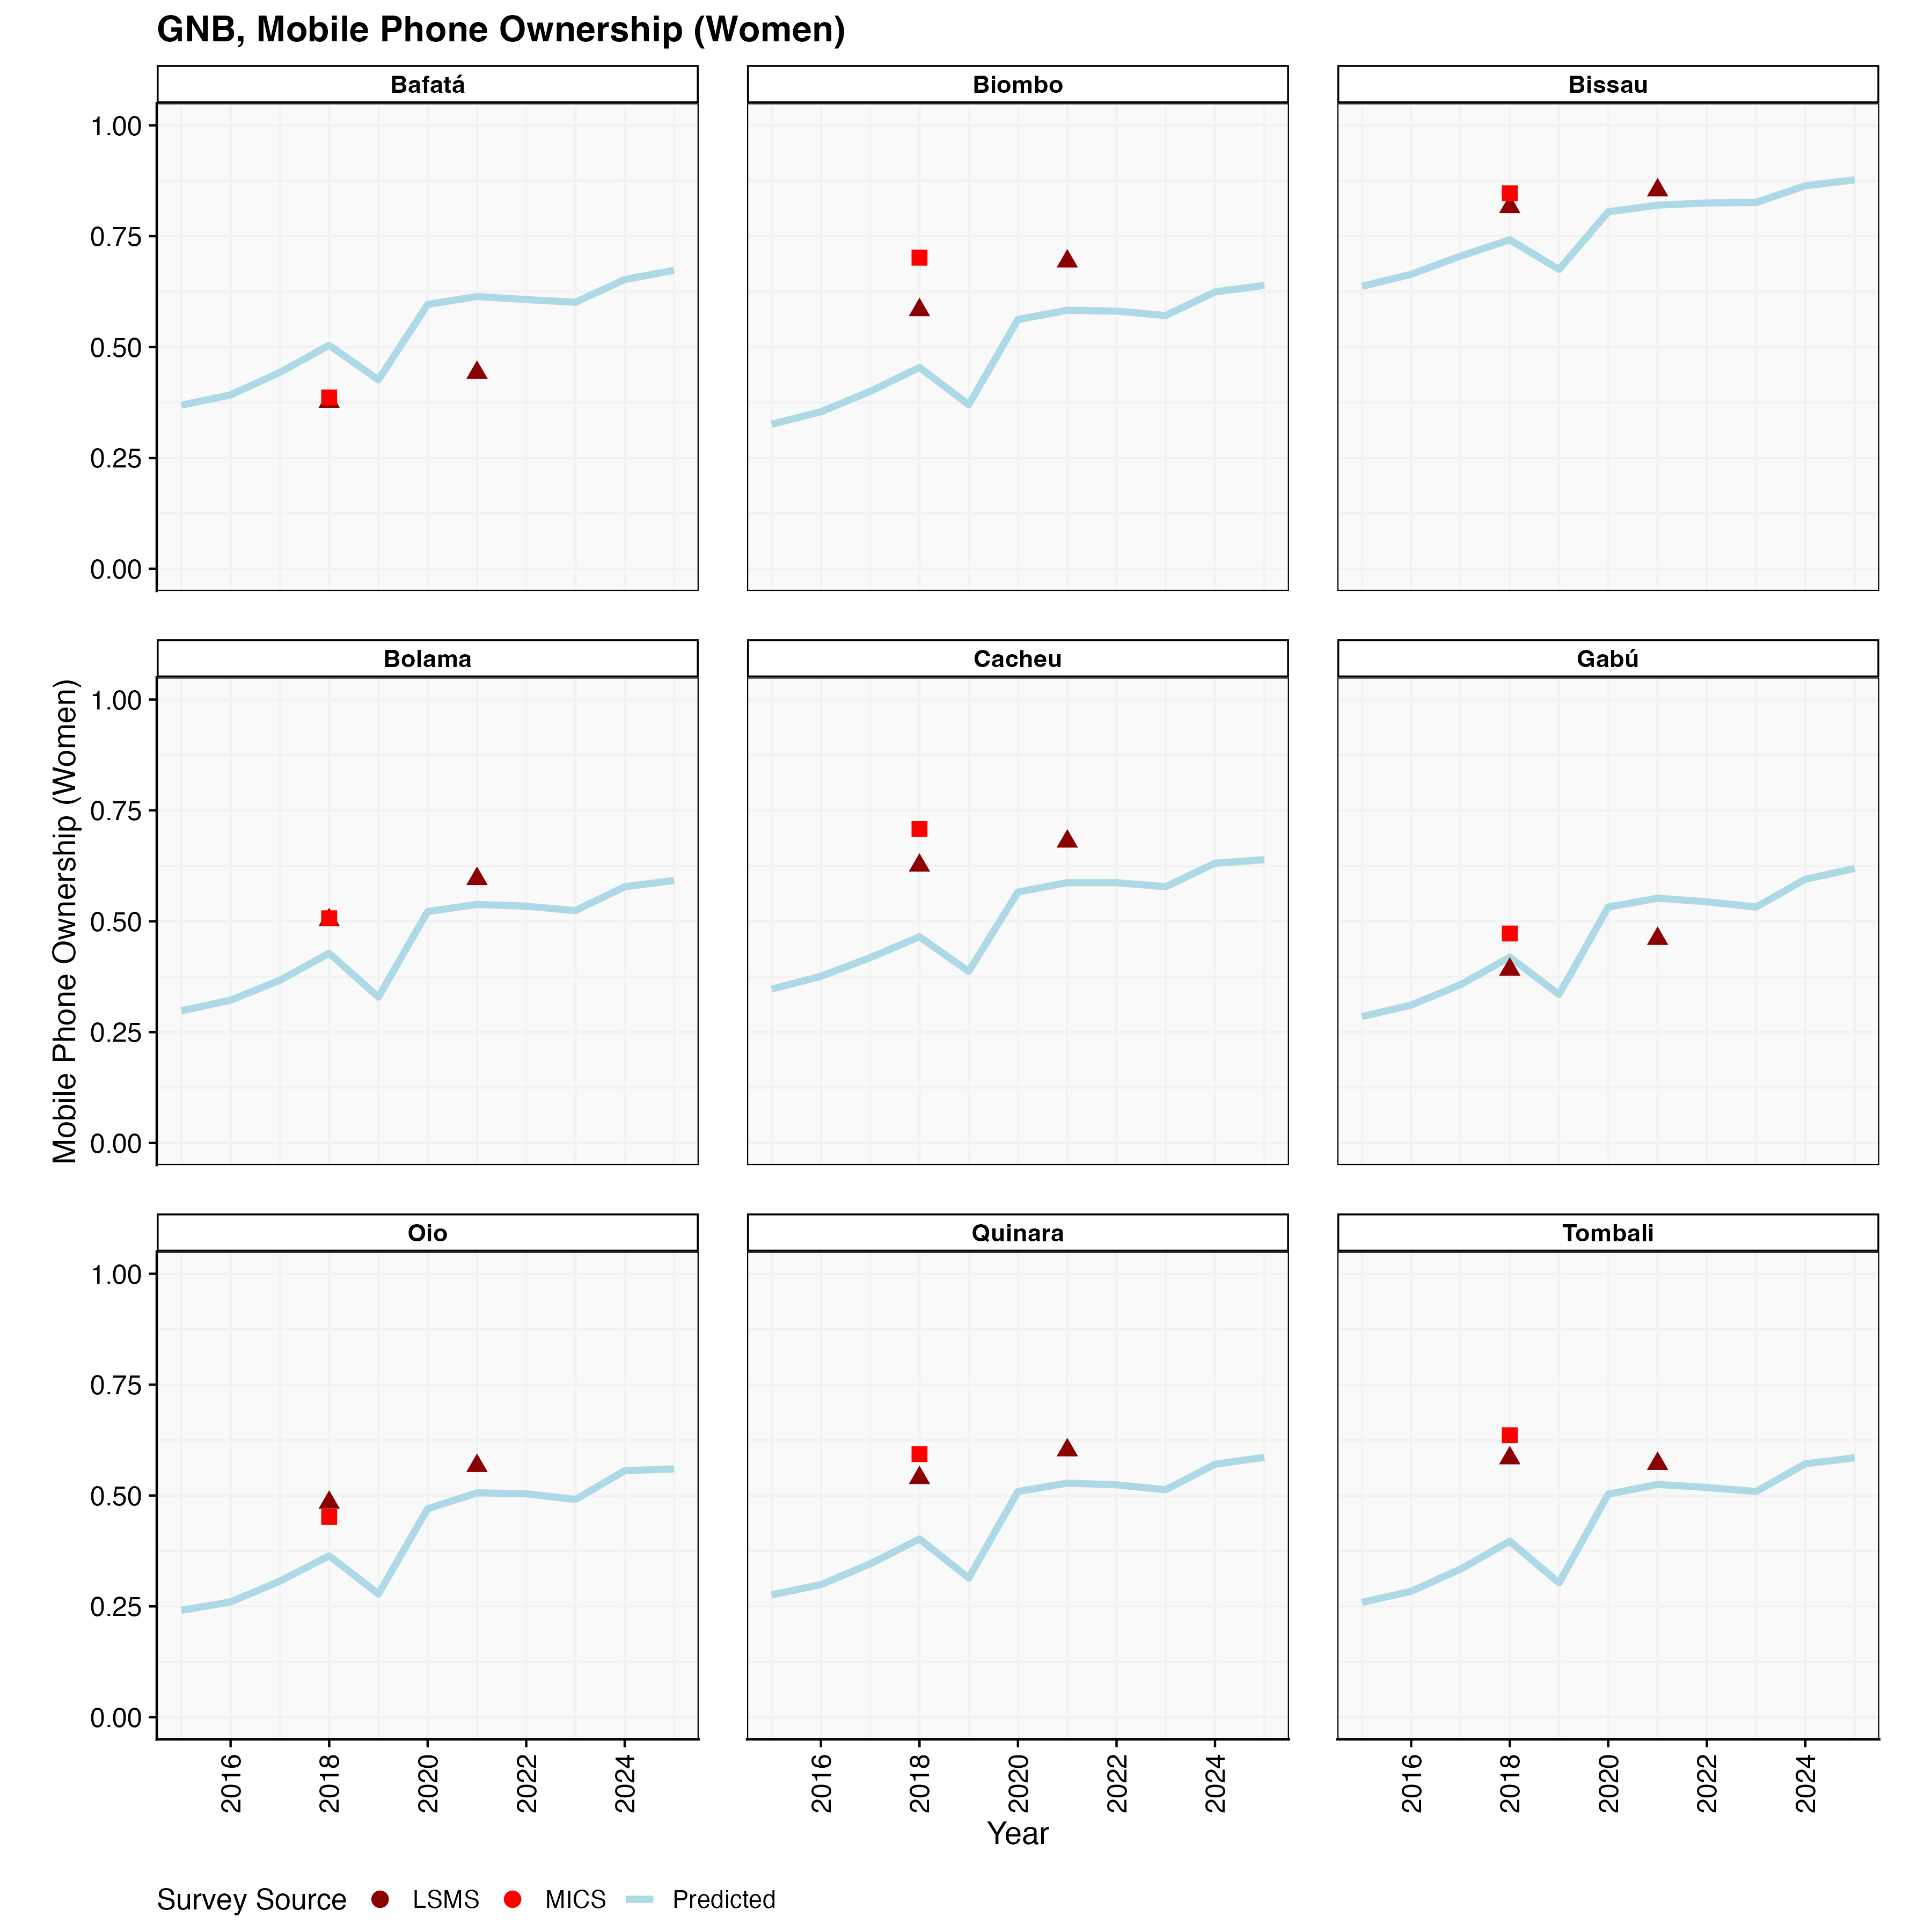 GNB, Mobile Phone Ownership (Women)
Bafatá
Biombo
Bissau
1.00
0.75
0.50
0.25
0.00
Bolama
Cacheu
Gabú
1.00
0.75
0.50
0.25
0.00
Mobile Phone Ownership (Women)
Oio
Quinara
Tombali
1.00
0.75
0.50
0.25
0.00
2016 2018 2020 2022 2024
2016 2018 2020 2022 2024
2016 2018 2020 2022 2024
Year
Survey Source LSMS MICS Predicted